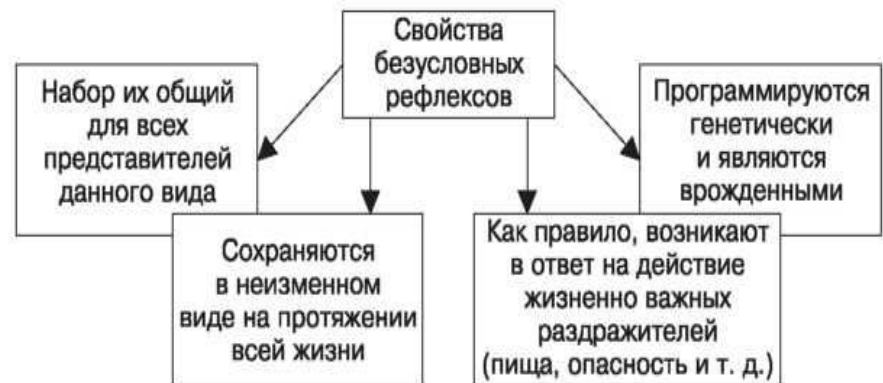 Свойства
безусловных
рефлексов
Набор их общий
для всех
представителей
данного вида
Сохраняются
в неизменном
виде на протяжении
всей жизни
Как правило, возникают
в ответ на действие
жизненно важных
раздражителей
(пища, опасность и т. д.)
Программируются
генетически
и являются
врожденными